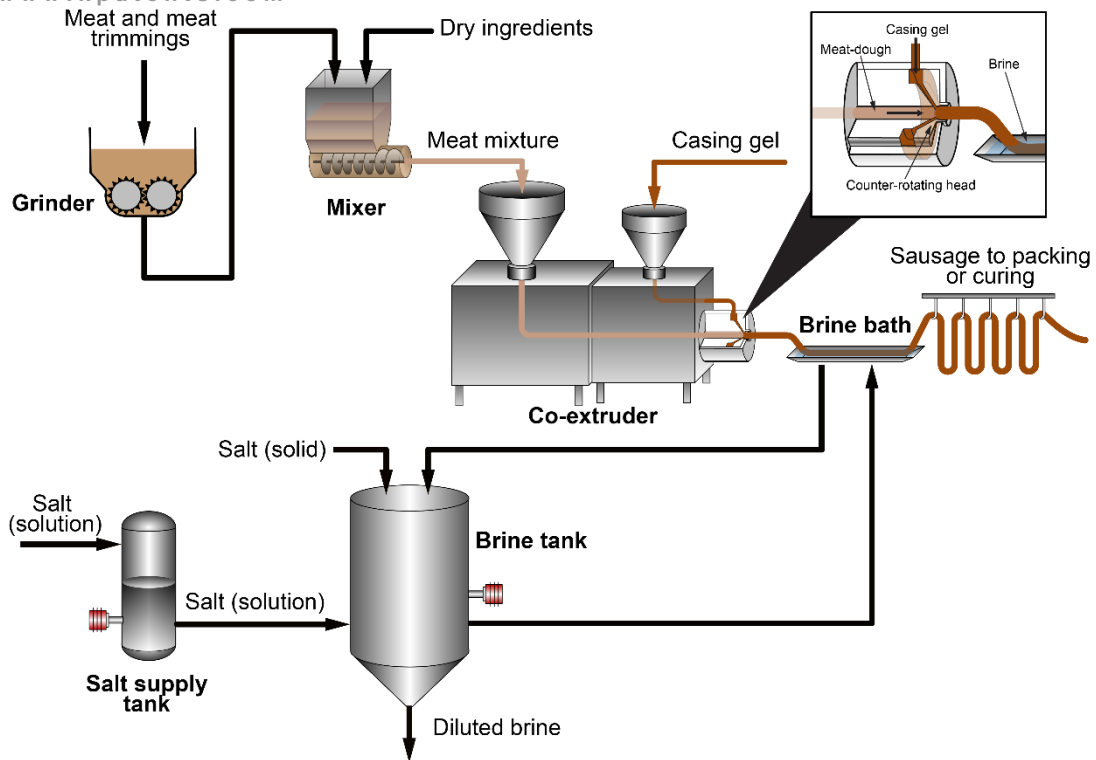 Meat and meat
trimmings
Dry ingredients
Grinder
Mixer
Meat mixture
Casing gel
Casing gel
Meat-dough
Brine
Counter-rotating head
Sausage to packing
or curing
Brine bath
Co-extruder
Salt (solid)
Salt
(solution)
Brine tank
Salt (solution)
Salt supply
tank
Diluted brine